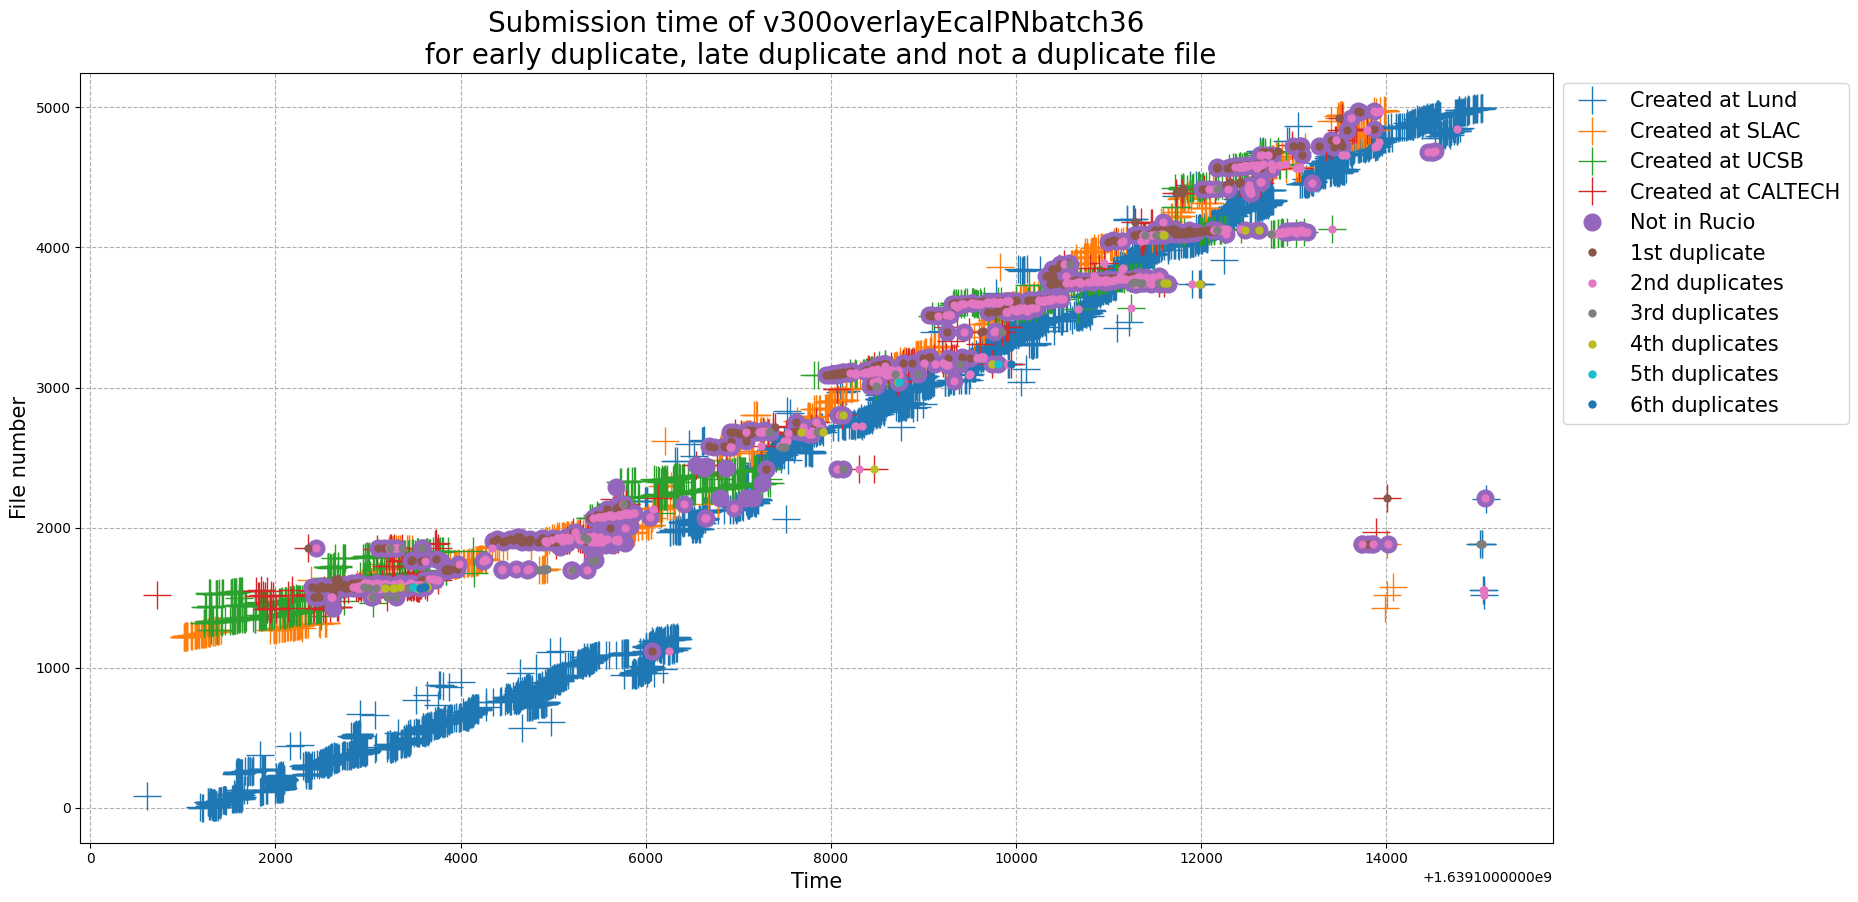 Submission time of v300overlayEcalPNbatch36
for early duplicate, late duplicate and not a duplicate file
File number
5000
4000
3000
2000
1000
0
0
2000
4000
6000
8000
10000
12000
14000
+1.6391000000e9
Time
Created at Lund
Created at SLAC
Created at UCSB
Created at CALTECH
Not in Rucio
1st duplicate
2nd duplicates
3rd duplicates
4th duplicates
5th duplicates
6th duplicates